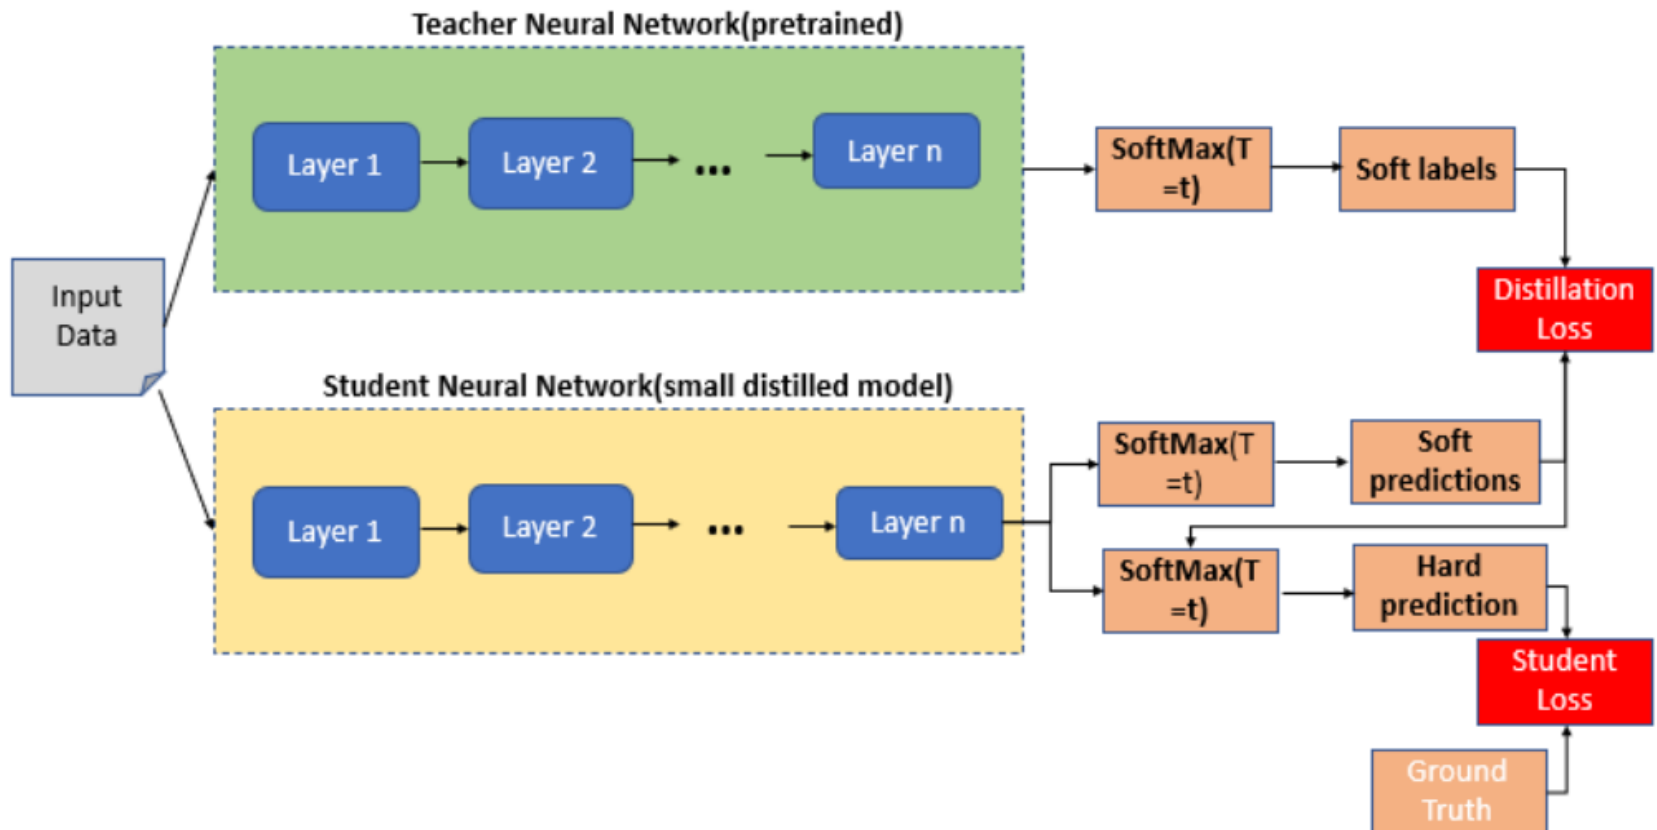 Teacher Neural Network(pretrained)
Layer 1
Layer 2
...
Layer n
SoftMax(T
=t)
Soft labels
Input
Data
Distillation
Loss
Student Neural Network(small distilled model)
Layer 1
Layer 2
...
Layer n
SoftMax(T
=t)
Soft
predictions
SoftMax(T
=t)
Hard
prediction
Student
Loss
Ground
Truth